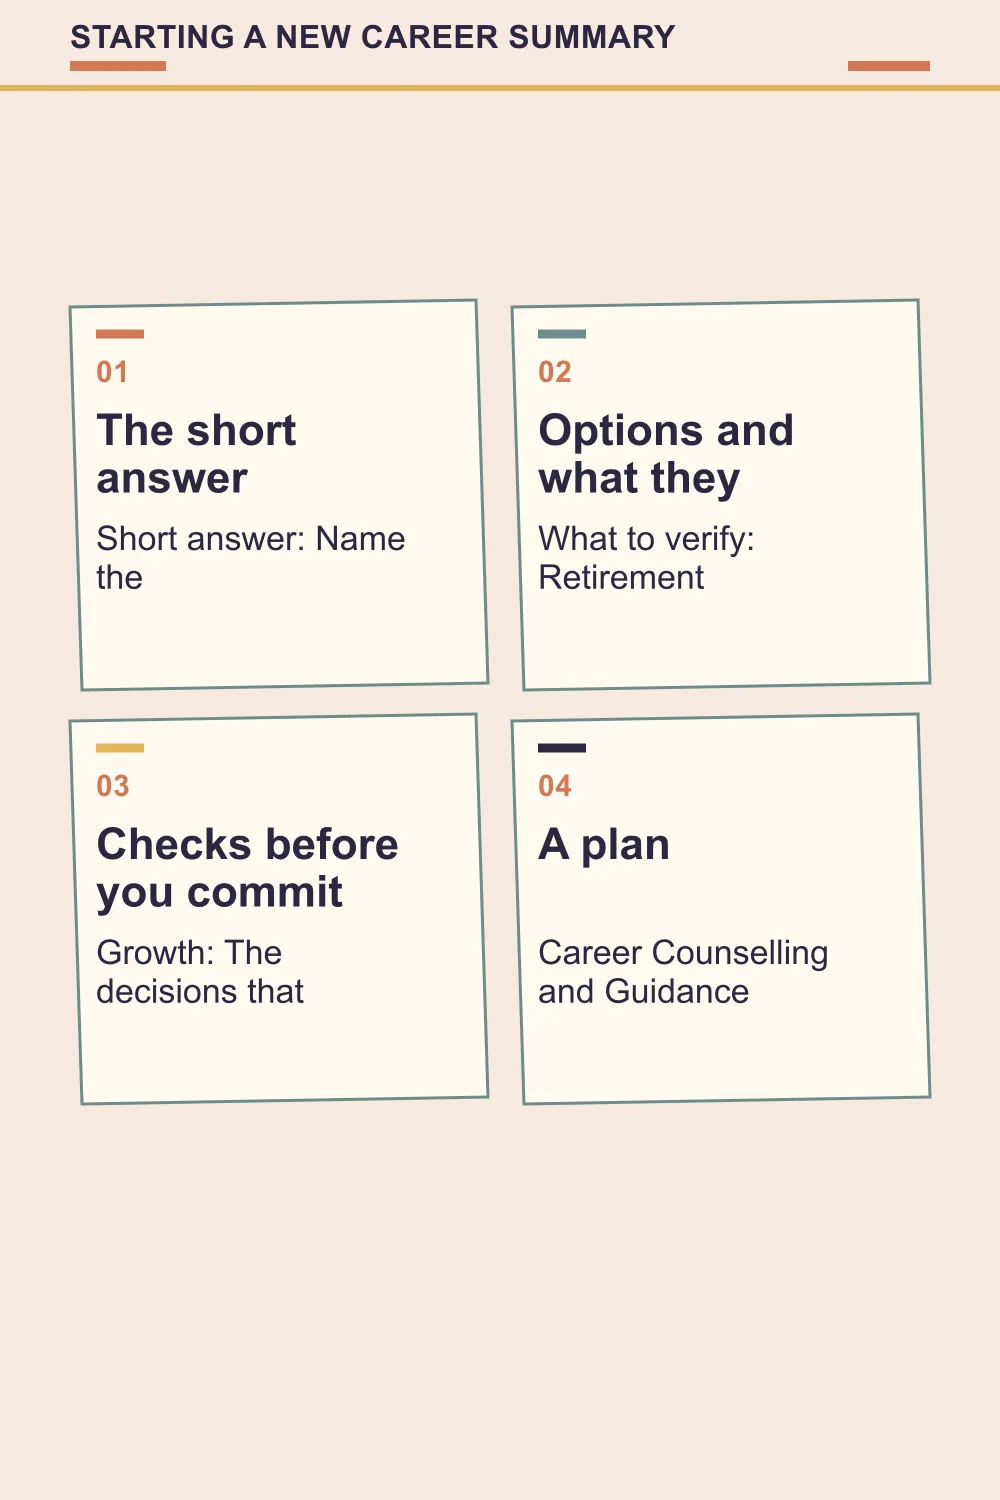 STARTING A NEW CAREER SUMMARY
01
The short
answer
Short answer: Name
the
02
Options and
what they
What to verify:
Retirement
03
Checks before
you commit
Growth: The
decisions that
04
A plan
Career Counselling
and Guidance